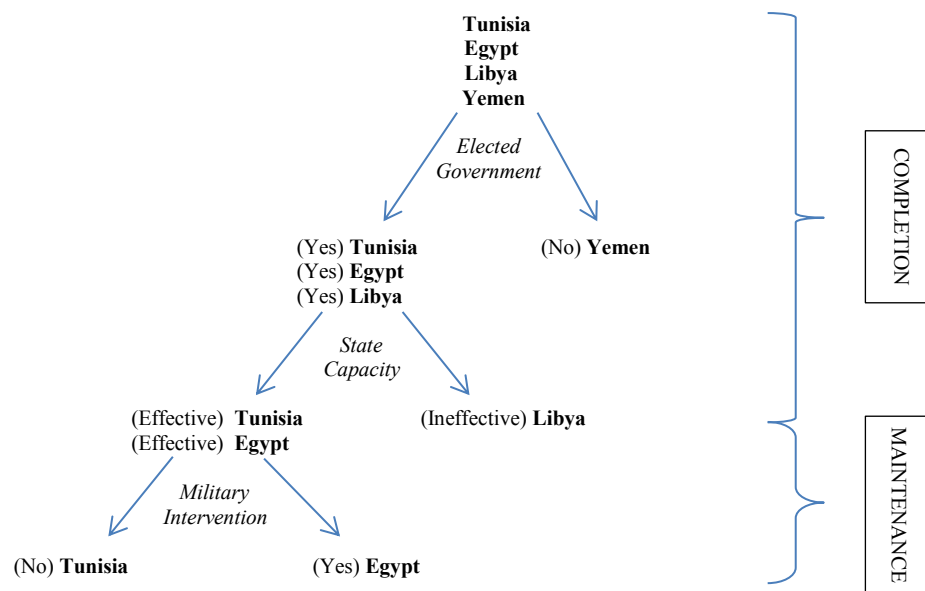 Tunisia
Egypt
Libya
Yemen
Elected
Government
(Yes) Tunisia
(No) Yemen
(Yes) Egypt
(Yes) Libya
COMPLETION
State
Capacity
(Effective) Tunisia
(Ineffective) Libya
(Effective) Egypt
MAINTENANCE
Military
Intervention
(No) Tunisia
(Yes) Egypt